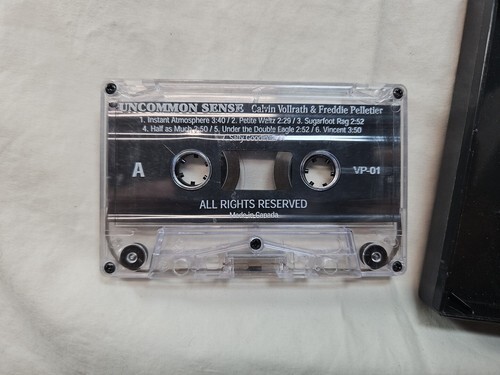 UNCOMMON SENSE Calvin Vollrath & Freddie Pelletier
1. Instant Atmosphere 3:40 / 2. Petite Waltz 2:29 / 3. Sugarfoot Rag 2:52
4. Half as Much 2:50 / 5. Under the Double Eagle 2:52 / 6. Vincent 3:50
7. Sally
A
VP-01
ALL RIGHTS RESERVED
Made in Canada